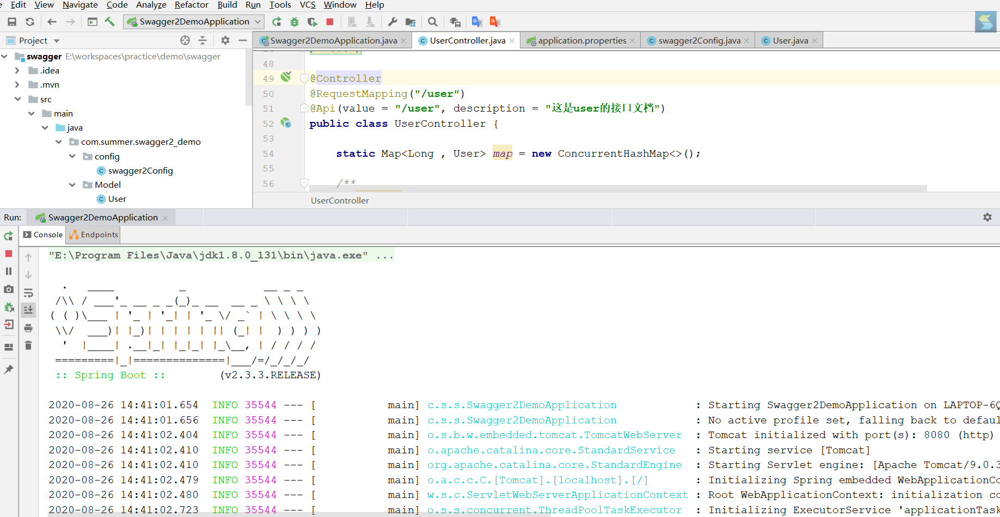 e Edit View Navigate Code Analyze Refactor Build Run Tools VCS Window Help
Swagger2DemoApplication
Project
Swagger2DemoApplication.java UserController.java application.properties swagger2Config.java User.java
swagger E:\workspaces\practice\demo\swagger
.idea
.mvn
src
main
java
com.summer.swagger2_demo
config
swagger2Config
Model
User
48
49 @Controller
50 @RequestMapping("/user")
51 @Api(value = "/user", description = "这是user的接口文档")
52 public class UserController {
53
54 static Map<Long , User> map = new ConcurrentHashMap<>();
55
56 /**
UserController
Run: Swagger2DemoApplication
Console Endpoints
"E:\Program Files\Java\jdk1.8.0_131\bin\java.exe" ...
  .   ____          _            __ _ _
 /\\ / ___'_ __ _ _(_)_ __  __ _ \ \ \ \
( ( )\___ | '_ | '_| | '_ \/ _` | \ \ \ \
 \\/  ___)| |_)| | | | | || (_| |  ) ) ) )
  '  |____| .__|_| |_|_| |_\__, | / / / /
 =========|_|==============|___/=/_/_/_/
:: Spring Boot :: (v2.3.3.RELEASE)
2020-08-26 14:41:01.654 INFO 35544 --- [ main] c.s.s.Swagger2DemoApplication : Starting Swagger2DemoApplication on LAPTOP-6Q
2020-08-26 14:41:01.656 INFO 35544 --- [ main] c.s.s.Swagger2DemoApplication : No active profile set, falling back to defaul
2020-08-26 14:41:02.404 INFO 35544 --- [ main] o.s.b.w.embedded.tomcat.TomcatWebServer : Tomcat initialized with port(s): 8080 (http)
2020-08-26 14:41:02.410 INFO 35544 --- [ main] o.apache.catalina.core.StandardService : Starting service [Tomcat]
2020-08-26 14:41:02.410 INFO 35544 --- [ main] org.apache.catalina.core.StandardEngine : Starting Servlet engine: [Apache Tomcat/9.0.3
2020-08-26 14:41:02.479 INFO 35544 --- [ main] o.a.c.c.C.[Tomcat].[localhost].[/] : Initializing Spring embedded WebApplicationCo
2020-08-26 14:41:02.480 INFO 35544 --- [ main] w.s.c.ServletWebServerApplicationContext : Root WebApplicationContext: initialization co
2020-08-26 14:41:02.723 INFO 35544 --- [ main] o.s.s.concurrent.ThreadPoolTaskExecutor : Initializing ExecutorService 'applicationTask